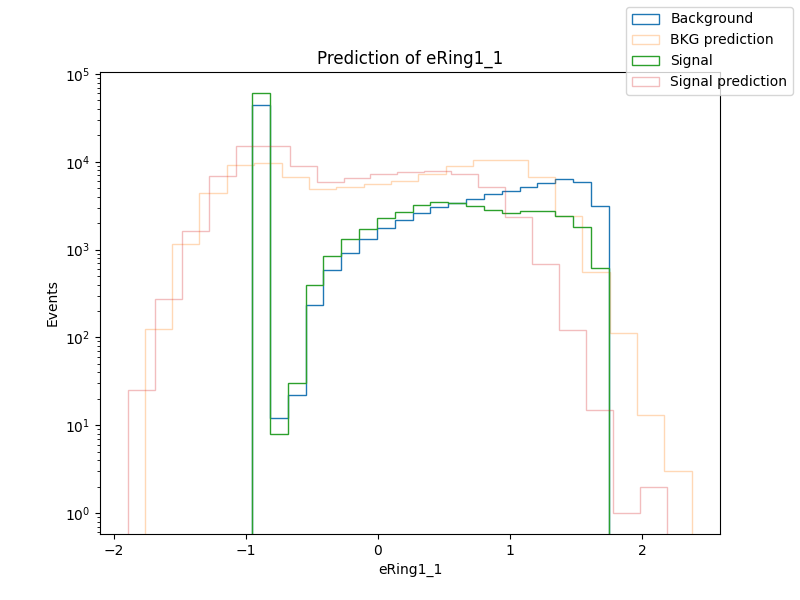 Prediction of eRing1_1
Background
BKG prediction
Signal
Signal prediction
10^5
10^4
10^3
10^2
10^1
10^0
Events
−2
−1
0
1
2
eRing1_1